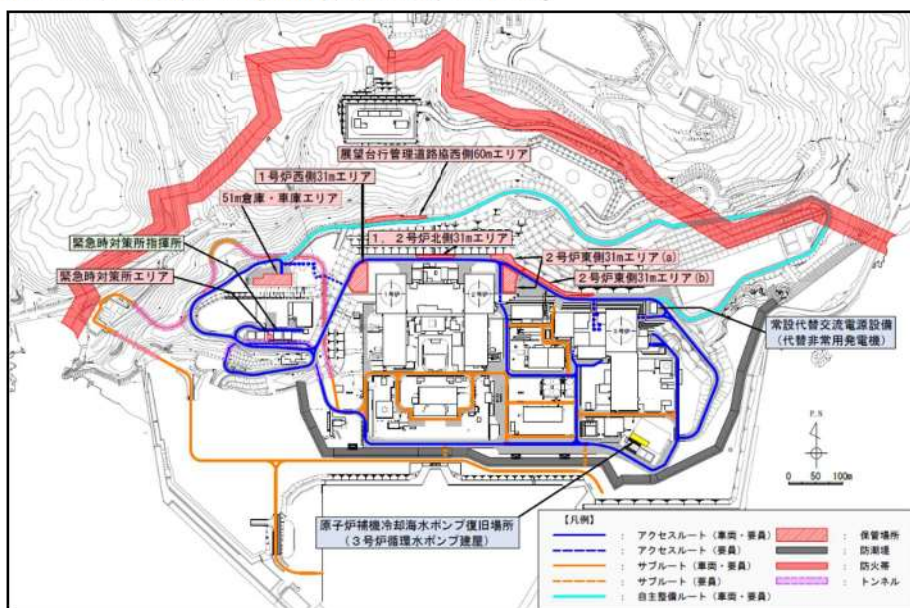 展望台行管理道路脇西側60mエリア
1号炉西側31mエリア
51m倉庫・車庫エリア
緊急時対策所指揮所
1，2号炉北側31mエリア
2号炉東側31mエリア(a)
緊急時対策所エリア
2号炉東側31mエリア(b)
1号炉
2号炉
3号炉
常設代替交流電源設備
(代替非常用発電機)
P.N
0 50 100m
原子炉補機冷却海水ポンプ復旧場所
(3号炉循環水ポンプ建屋)
【凡例】
： アクセスルート（車両・要員）
： 保管場所
： アクセスルート（要員）
： 防潮堤
： サブルート（車両・要員）
： 防火帯
： サブルート（要員）
： トンネル
： 自主整備ルート（車両・要員）